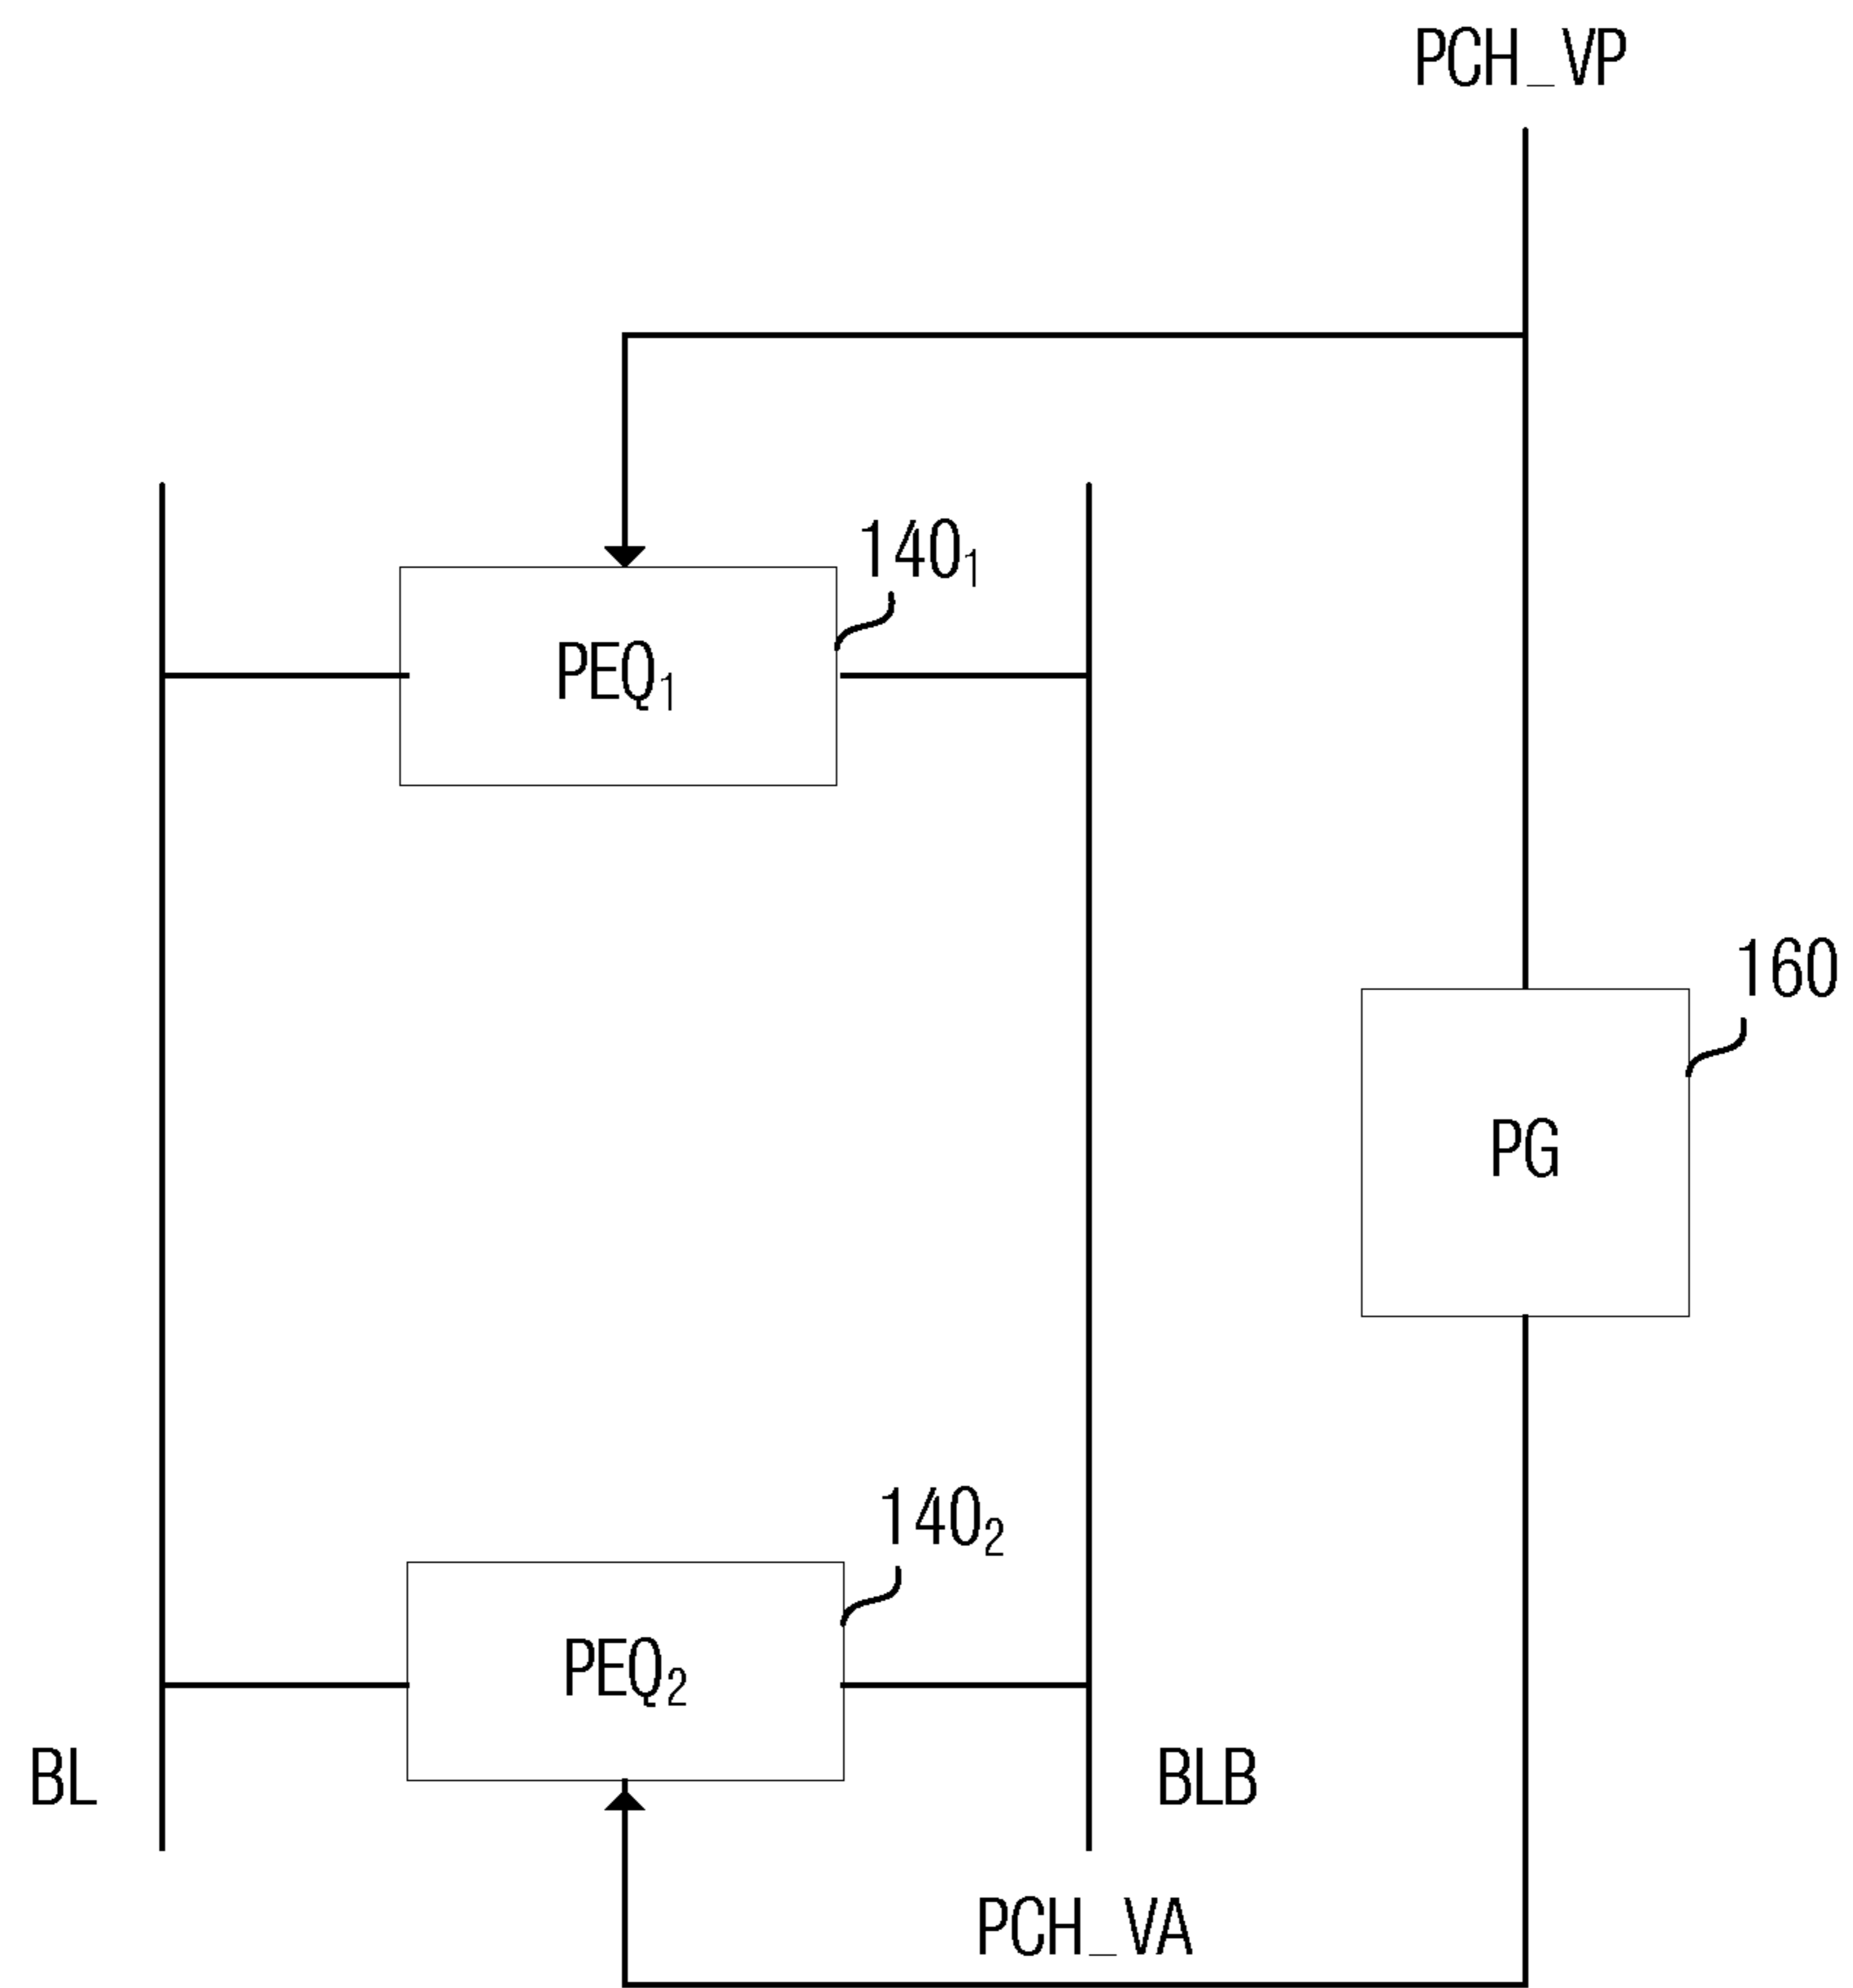 PCH_VP
140₁
PEQ₁
160
PG
140₂
PEQ₂
BL
BLB
PCH_VA